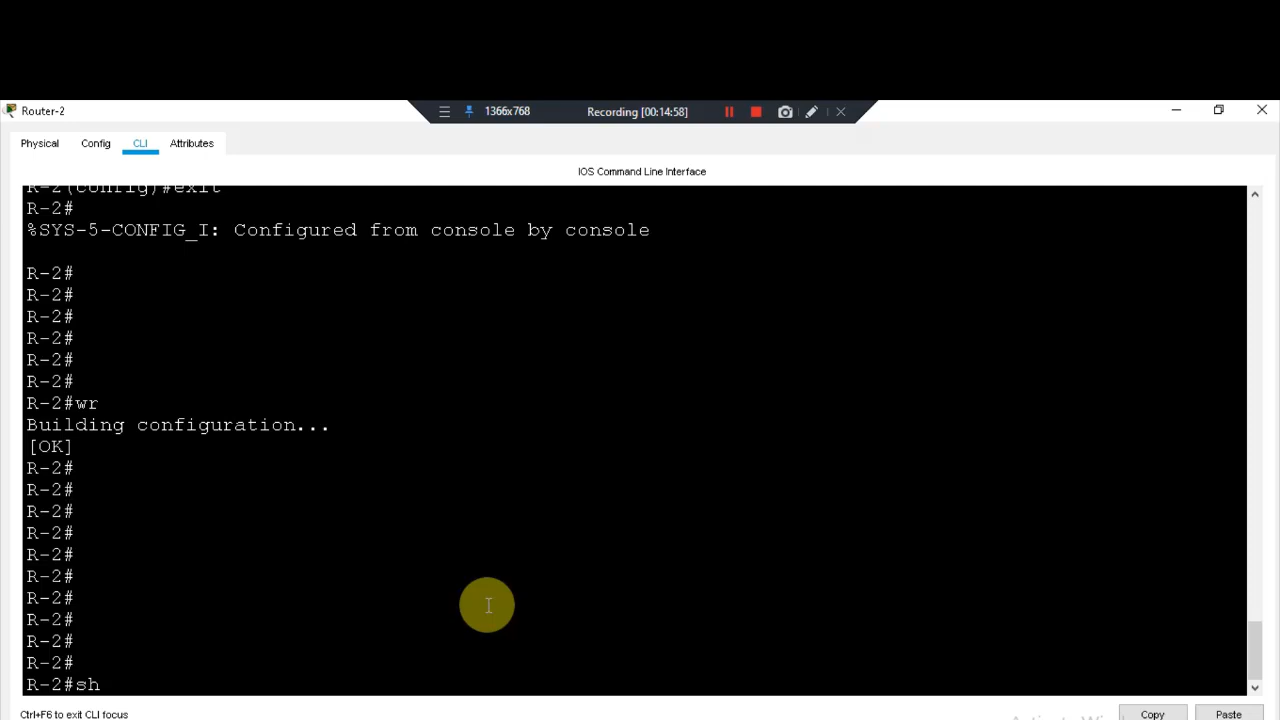 Router-2
1366x768
Recording [00:14:58]
Physical Config CLI Attributes
IOS Command Line Interface
R-2(config)#exit
R-2#
%SYS-5-CONFIG_I: Configured from console by console
R-2#
R-2#
R-2#
R-2#
R-2#
R-2#
R-2#wr
Building configuration...
[OK]
R-2#
R-2#
R-2#
R-2#
R-2#
R-2#
R-2#
R-2#
R-2#
R-2#
R-2#sh
Ctrl+F6 to exit CLI focus
Copy Paste